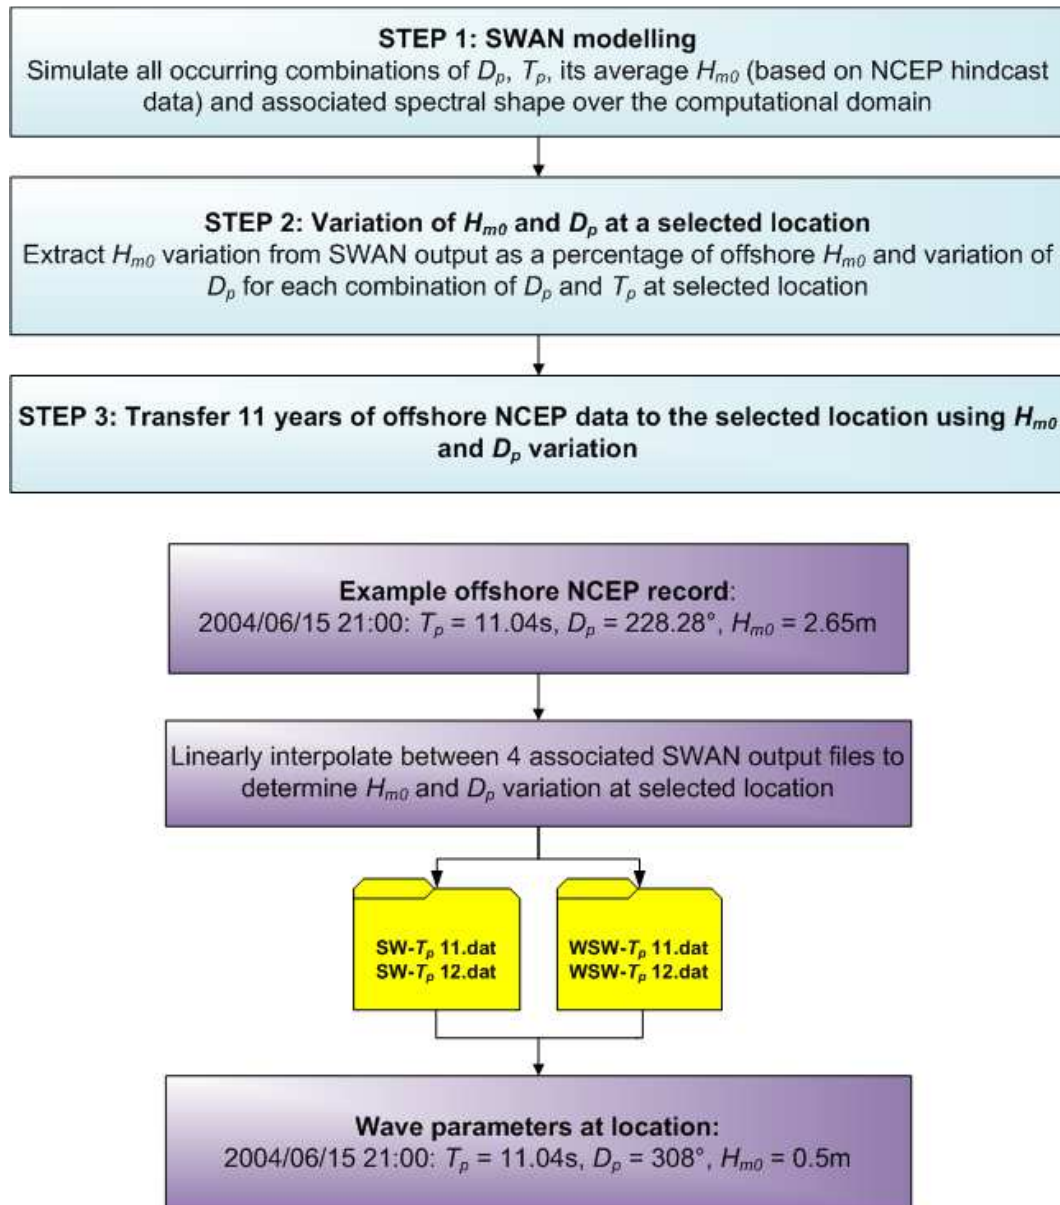 STEP 1: SWAN modelling
Simulate all occurring combinations of Dp, Tp, its average Hm0 (based on NCEP hindcast
data) and associated spectral shape over the computational domain
STEP 2: Variation of Hm0 and Dp at a selected location
Extract Hm0 variation from SWAN output as a percentage of offshore Hm0 and variation of
Dp for each combination of Dp and Tp at selected location
STEP 3: Transfer 11 years of offshore NCEP data to the selected location using Hm0
and Dp variation
Example offshore NCEP record:
2004/06/15 21:00: Tp = 11.04s, Dp = 228.28°, Hm0 = 2.65m
Linearly interpolate between 4 associated SWAN output files to
determine Hm0 and Dp variation at selected location
SW-Tp 11.dat
SW-Tp 12.dat
WSW-Tp 11.dat
WSW-Tp 12.dat
Wave parameters at location:
2004/06/15 21:00: Tp = 11.04s, Dp = 308°, Hm0 = 0.5m